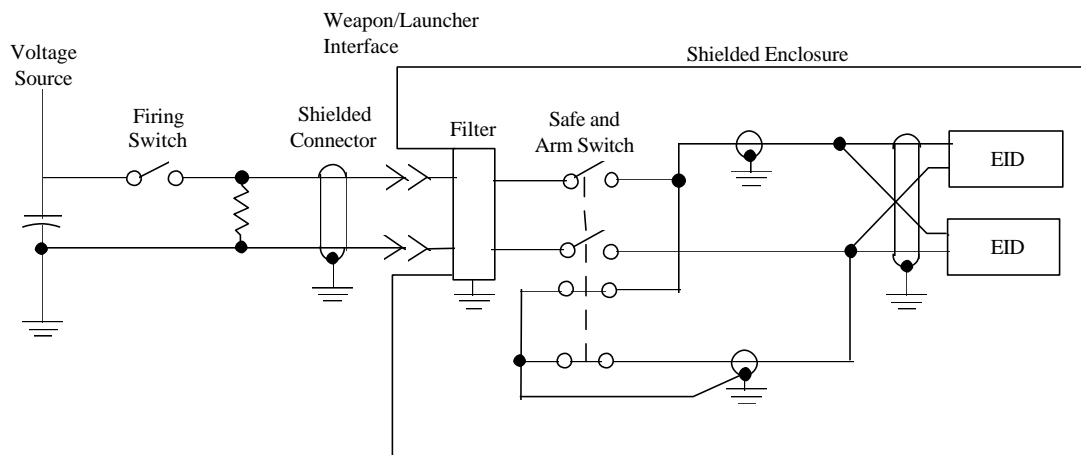 Weapon/Launcher
Interface
Voltage
Source
Shielded Enclosure
Firing
Switch
Shielded
Connector
Filter
Safe and
Arm Switch
EID
EID